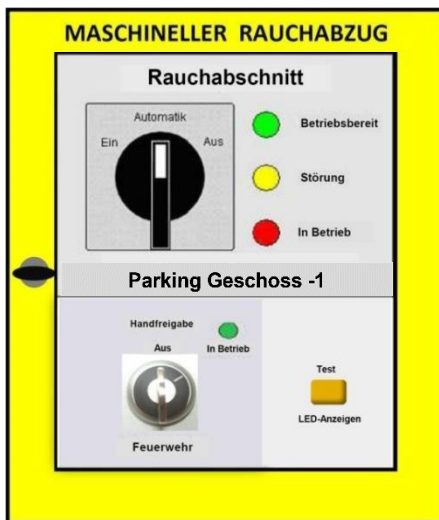 MASCHINELLER RAUCHABZUG
Rauchabschnitt
Automatik
Ein
Aus
Betriebsbereit
Störung
In Betrieb
Parking Geschoss -1
Handfreigabe
Aus
In Betrieb
Feuerwehr
Test
LED-Anzeigen